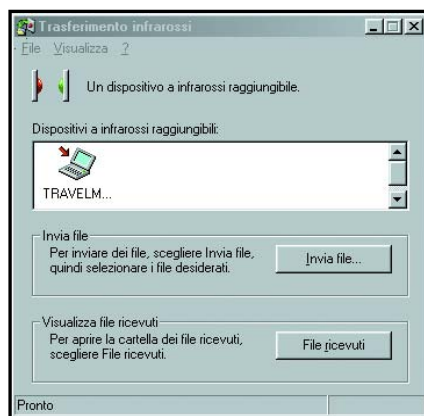 Trasferimento infrarossi
File Visualizza ?
Un dispositivo a infrarossi raggiungibile.
Dispositivi a infrarossi raggiungibili:
TRAVELM...
Invia file
Per inviare dei file, scegliere Invia file,
quindi selezionare i file desiderati.
Invia file...
Visualizza file ricevuti
Per aprire la cartella dei file ricevuti,
scegliere File ricevuti.
File ricevuti
Pronto